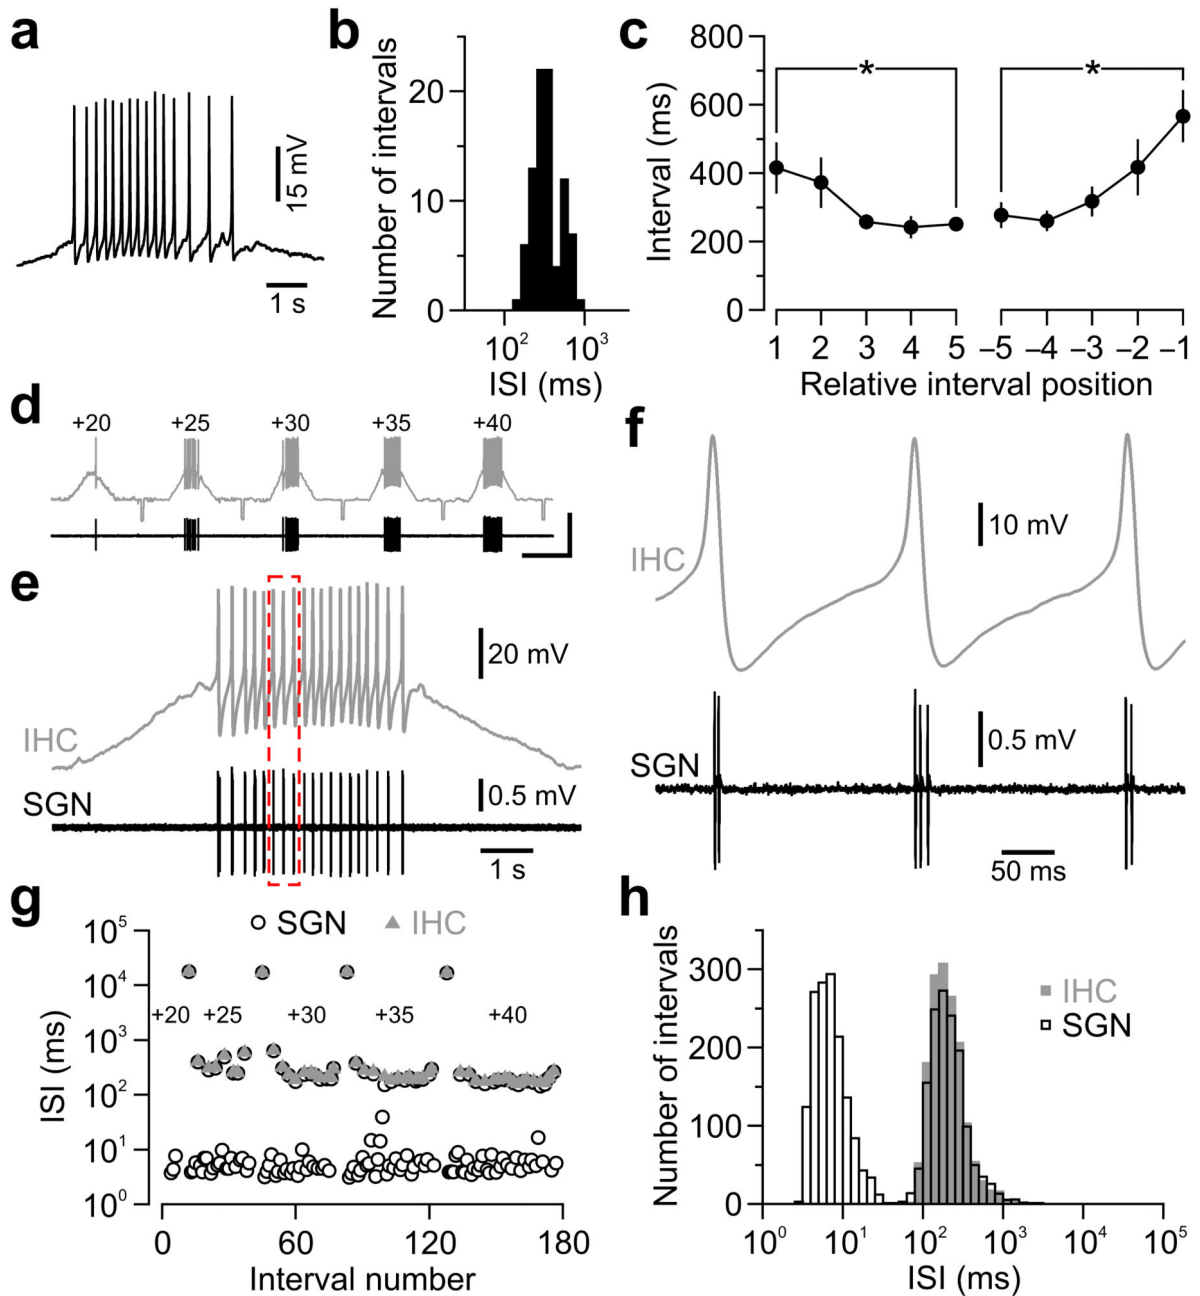 a
15 mV
1 s
b
Number of intervals
20
10
0
10²
10³
ISI (ms)
c
Interval (ms)
800
600
400
200
0
*
*
1 2 3 4 5 –5 –4 –3 –2 –1
Relative interval position
d
+20 +25 +30 +35 +40
e
IHC
20 mV
SGN
0.5 mV
1 s
f
IHC
10 mV
SGN
0.5 mV
50 ms
g
SGN
IHC
ISI (ms)
10⁵
10⁴
10³
10²
10¹
10⁰
+20 +25 +30 +35 +40
0 60 120 180
Interval number
h
Number of intervals
300
200
100
0
IHC
SGN
10⁰ 10¹ 10² 10³ 10⁴ 10⁵
ISI (ms)